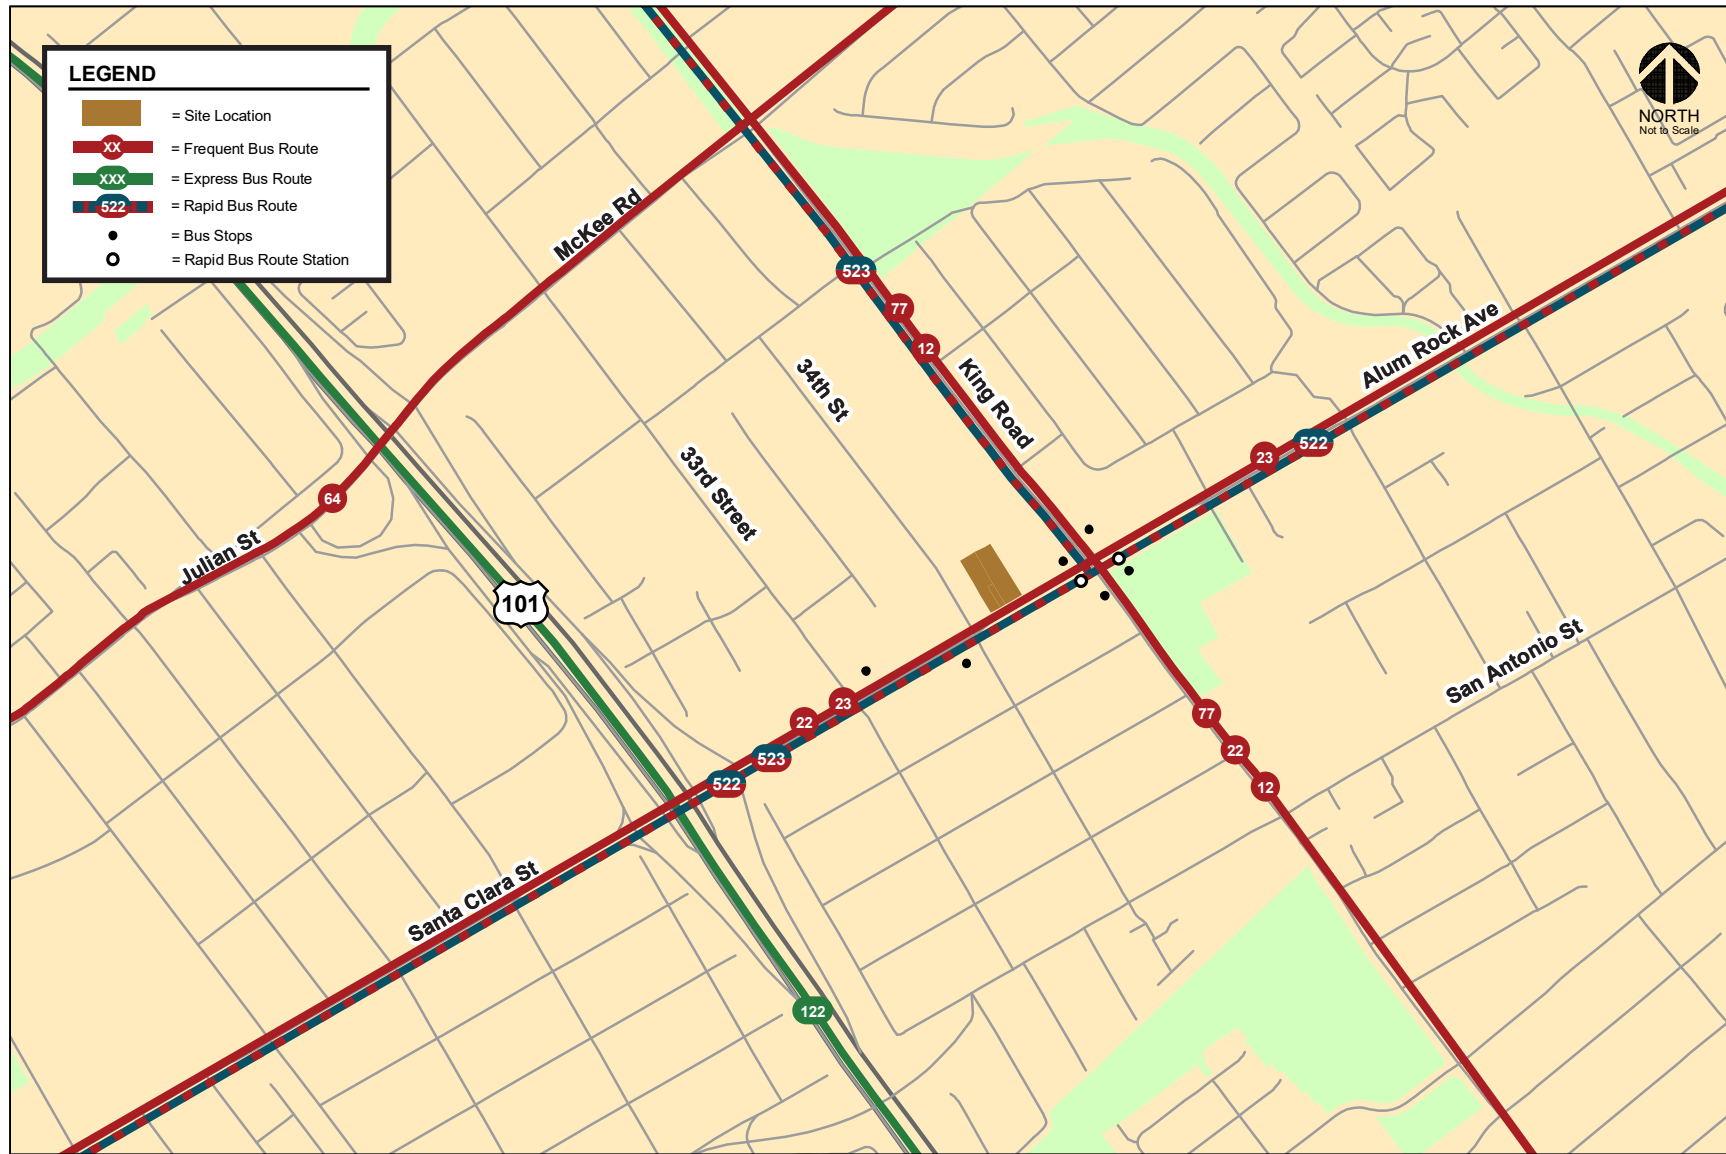 LEGEND
= Site Location
XX
= Frequent Bus Route
XXX
= Express Bus Route
522
= Rapid Bus Route
= Bus Stops
= Rapid Bus Route Station
NORTH
Not to Scale
McKee Rd
523
77
12
King Road
34th St
33rd Street
Alum Rock Ave
23
522
64
Julian St
101
San Antonio St
23
22
523
522
77
22
12
Santa Clara St
122